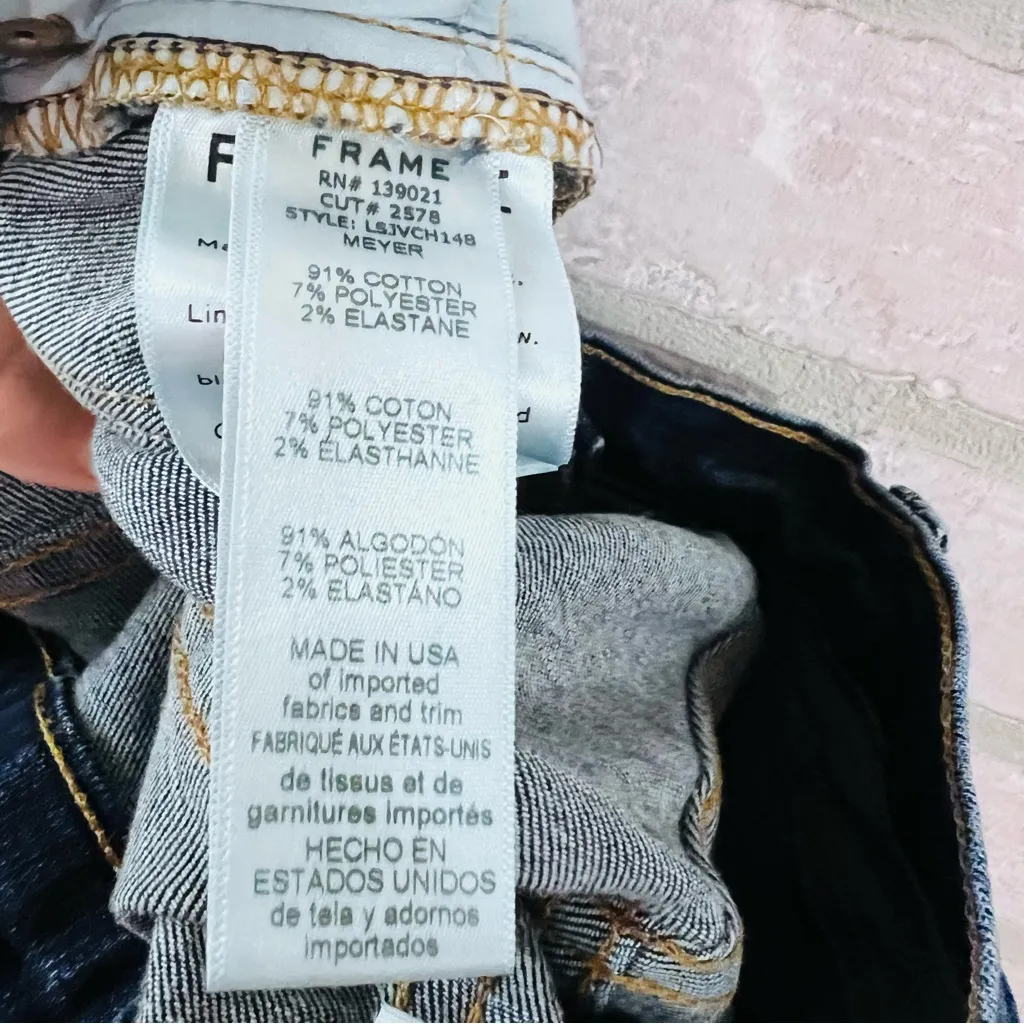 FRAME
RN# 139021
CUT# 2578
STYLE: LSJVCH148
MEYER
91% COTTON
7% POLYESTER
2% ELASTANE
91% COTON
7% POLYESTER
2% ÉLASTHANNE
91% ALGODÓN
7% POLIESTER
2% ELASTANO
MADE IN USA
of imported
fabrics and trim
FABRIQUÉ AUX ÉTATS-UNIS
de tissus et de
garnitures importés
HECHO EN
ESTADOS UNIDOS
de tela y adornos
importados